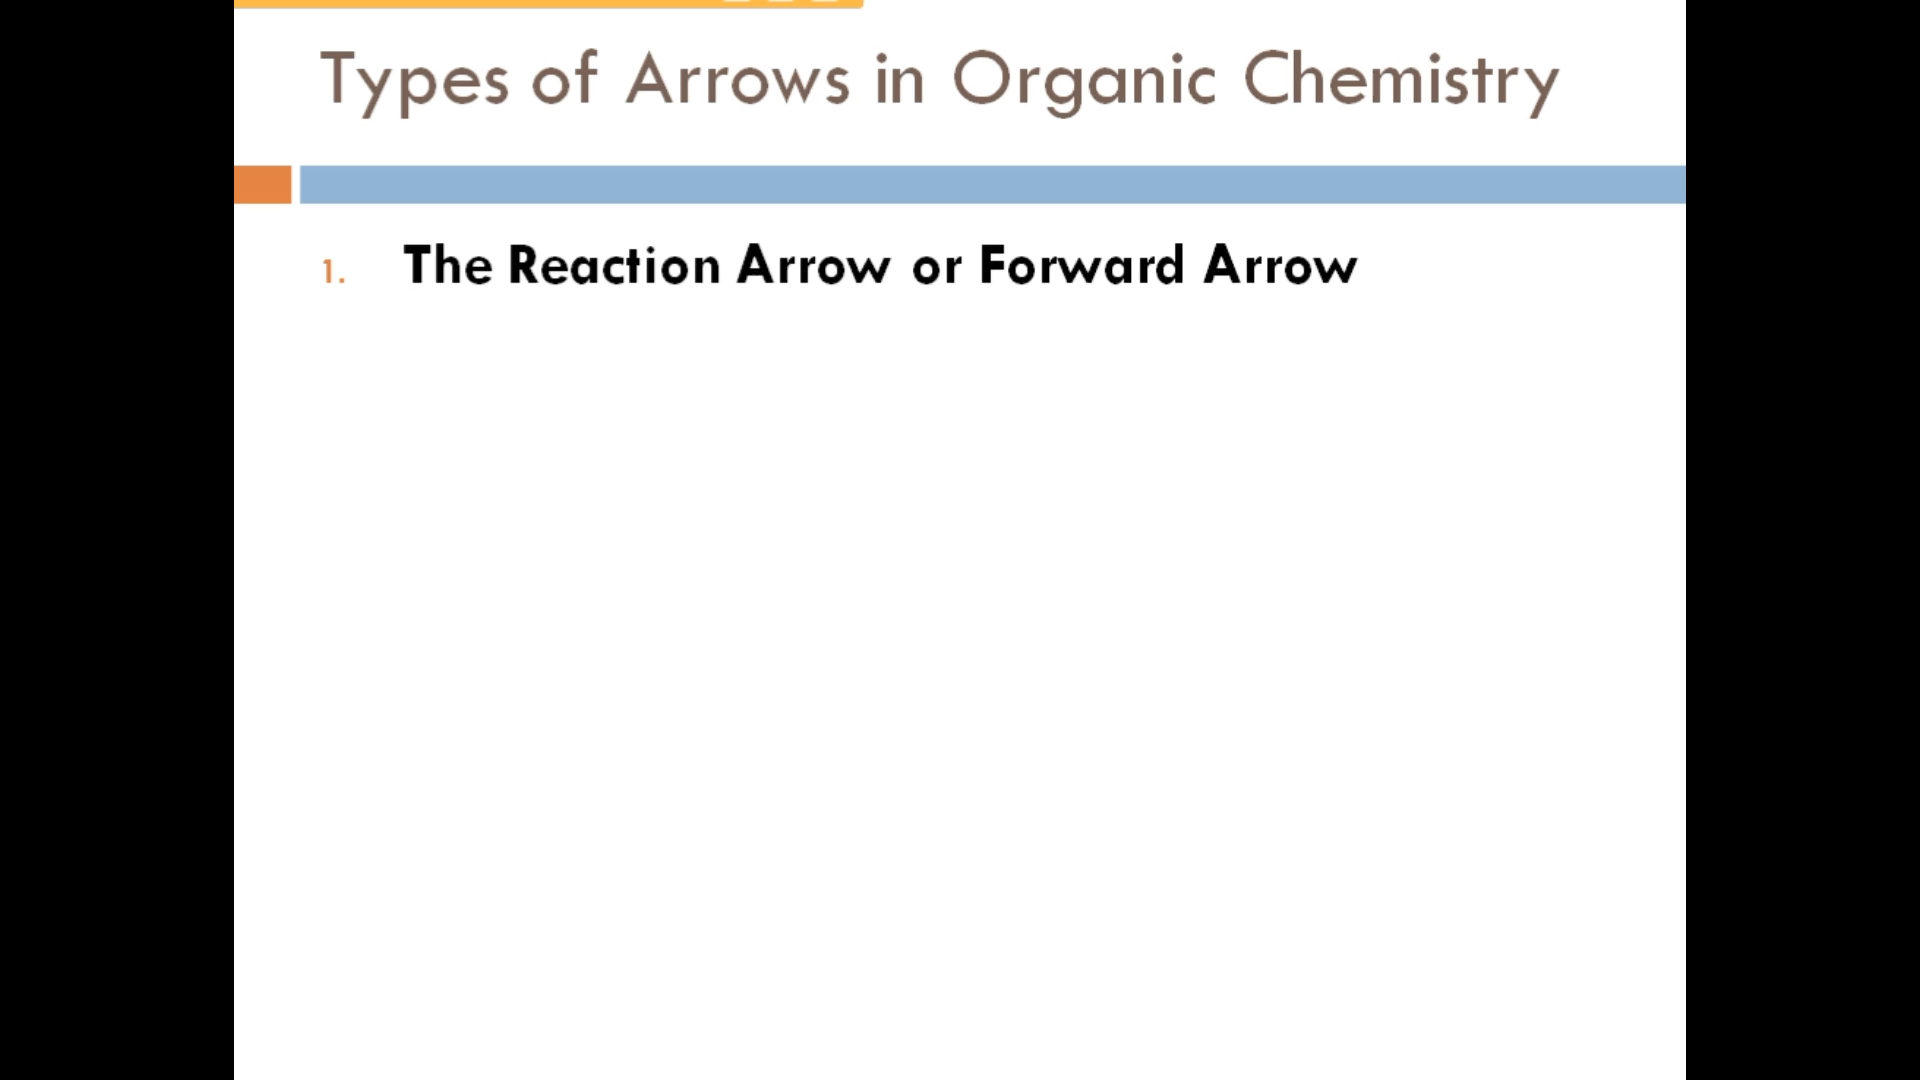 Types of Arrows in Organic Chemistry
1. The Reaction Arrow or Forward Arrow